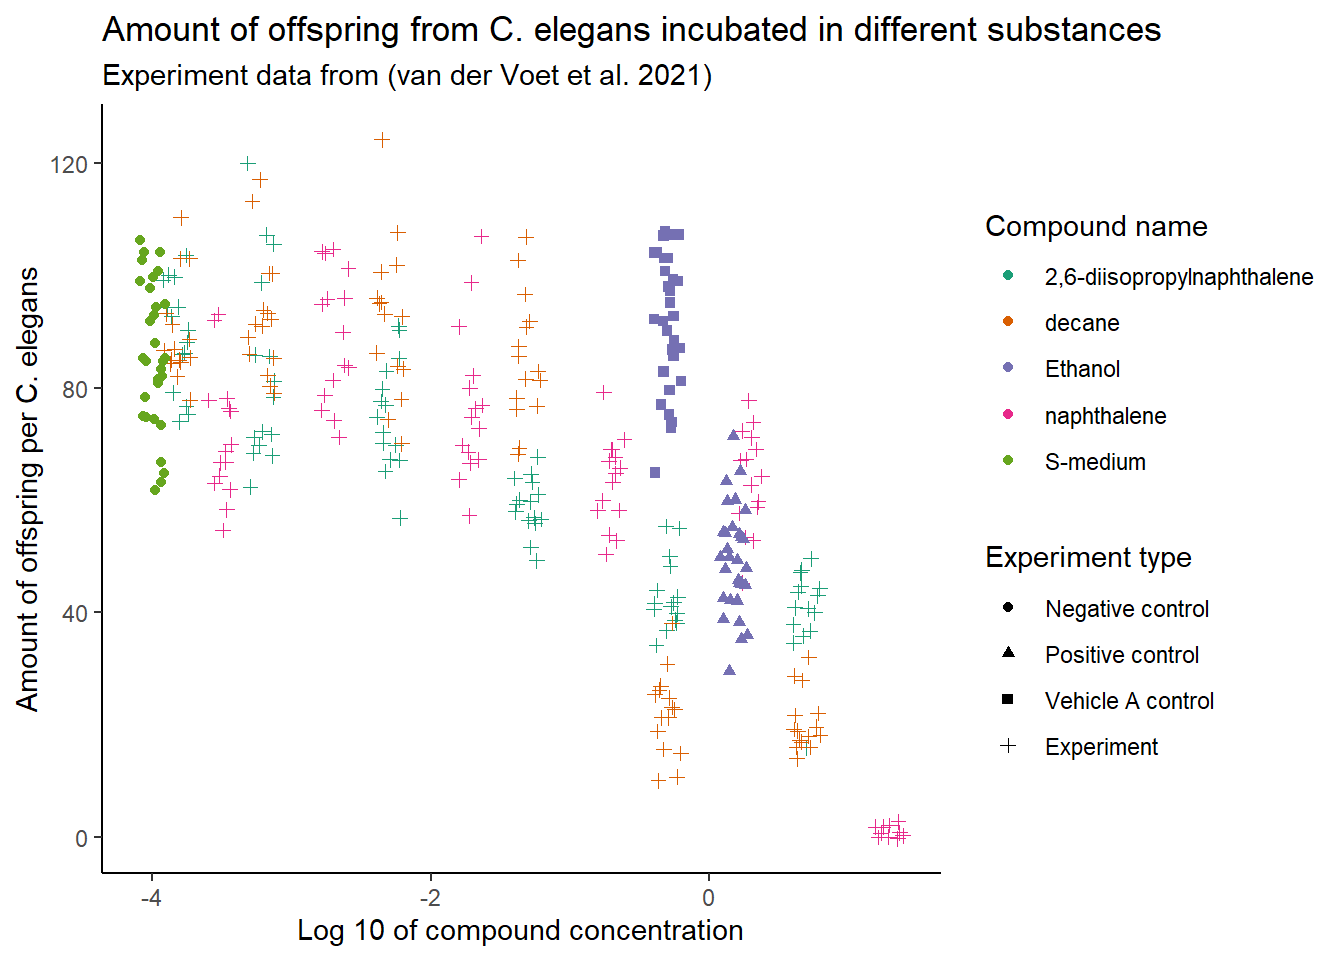 Amount of offspring from C. elegans incubated in different substances
Experiment data from (van der Voet et al. 2021)
Amount of offspring per C. elegans
120
80
40
0
-4
-2
0
Log 10 of compound concentration
Compound name
2,6-diisopropylnaphthalene
decane
Ethanol
naphthalene
S-medium
Experiment type
Negative control
Positive control
Vehicle A control
Experiment